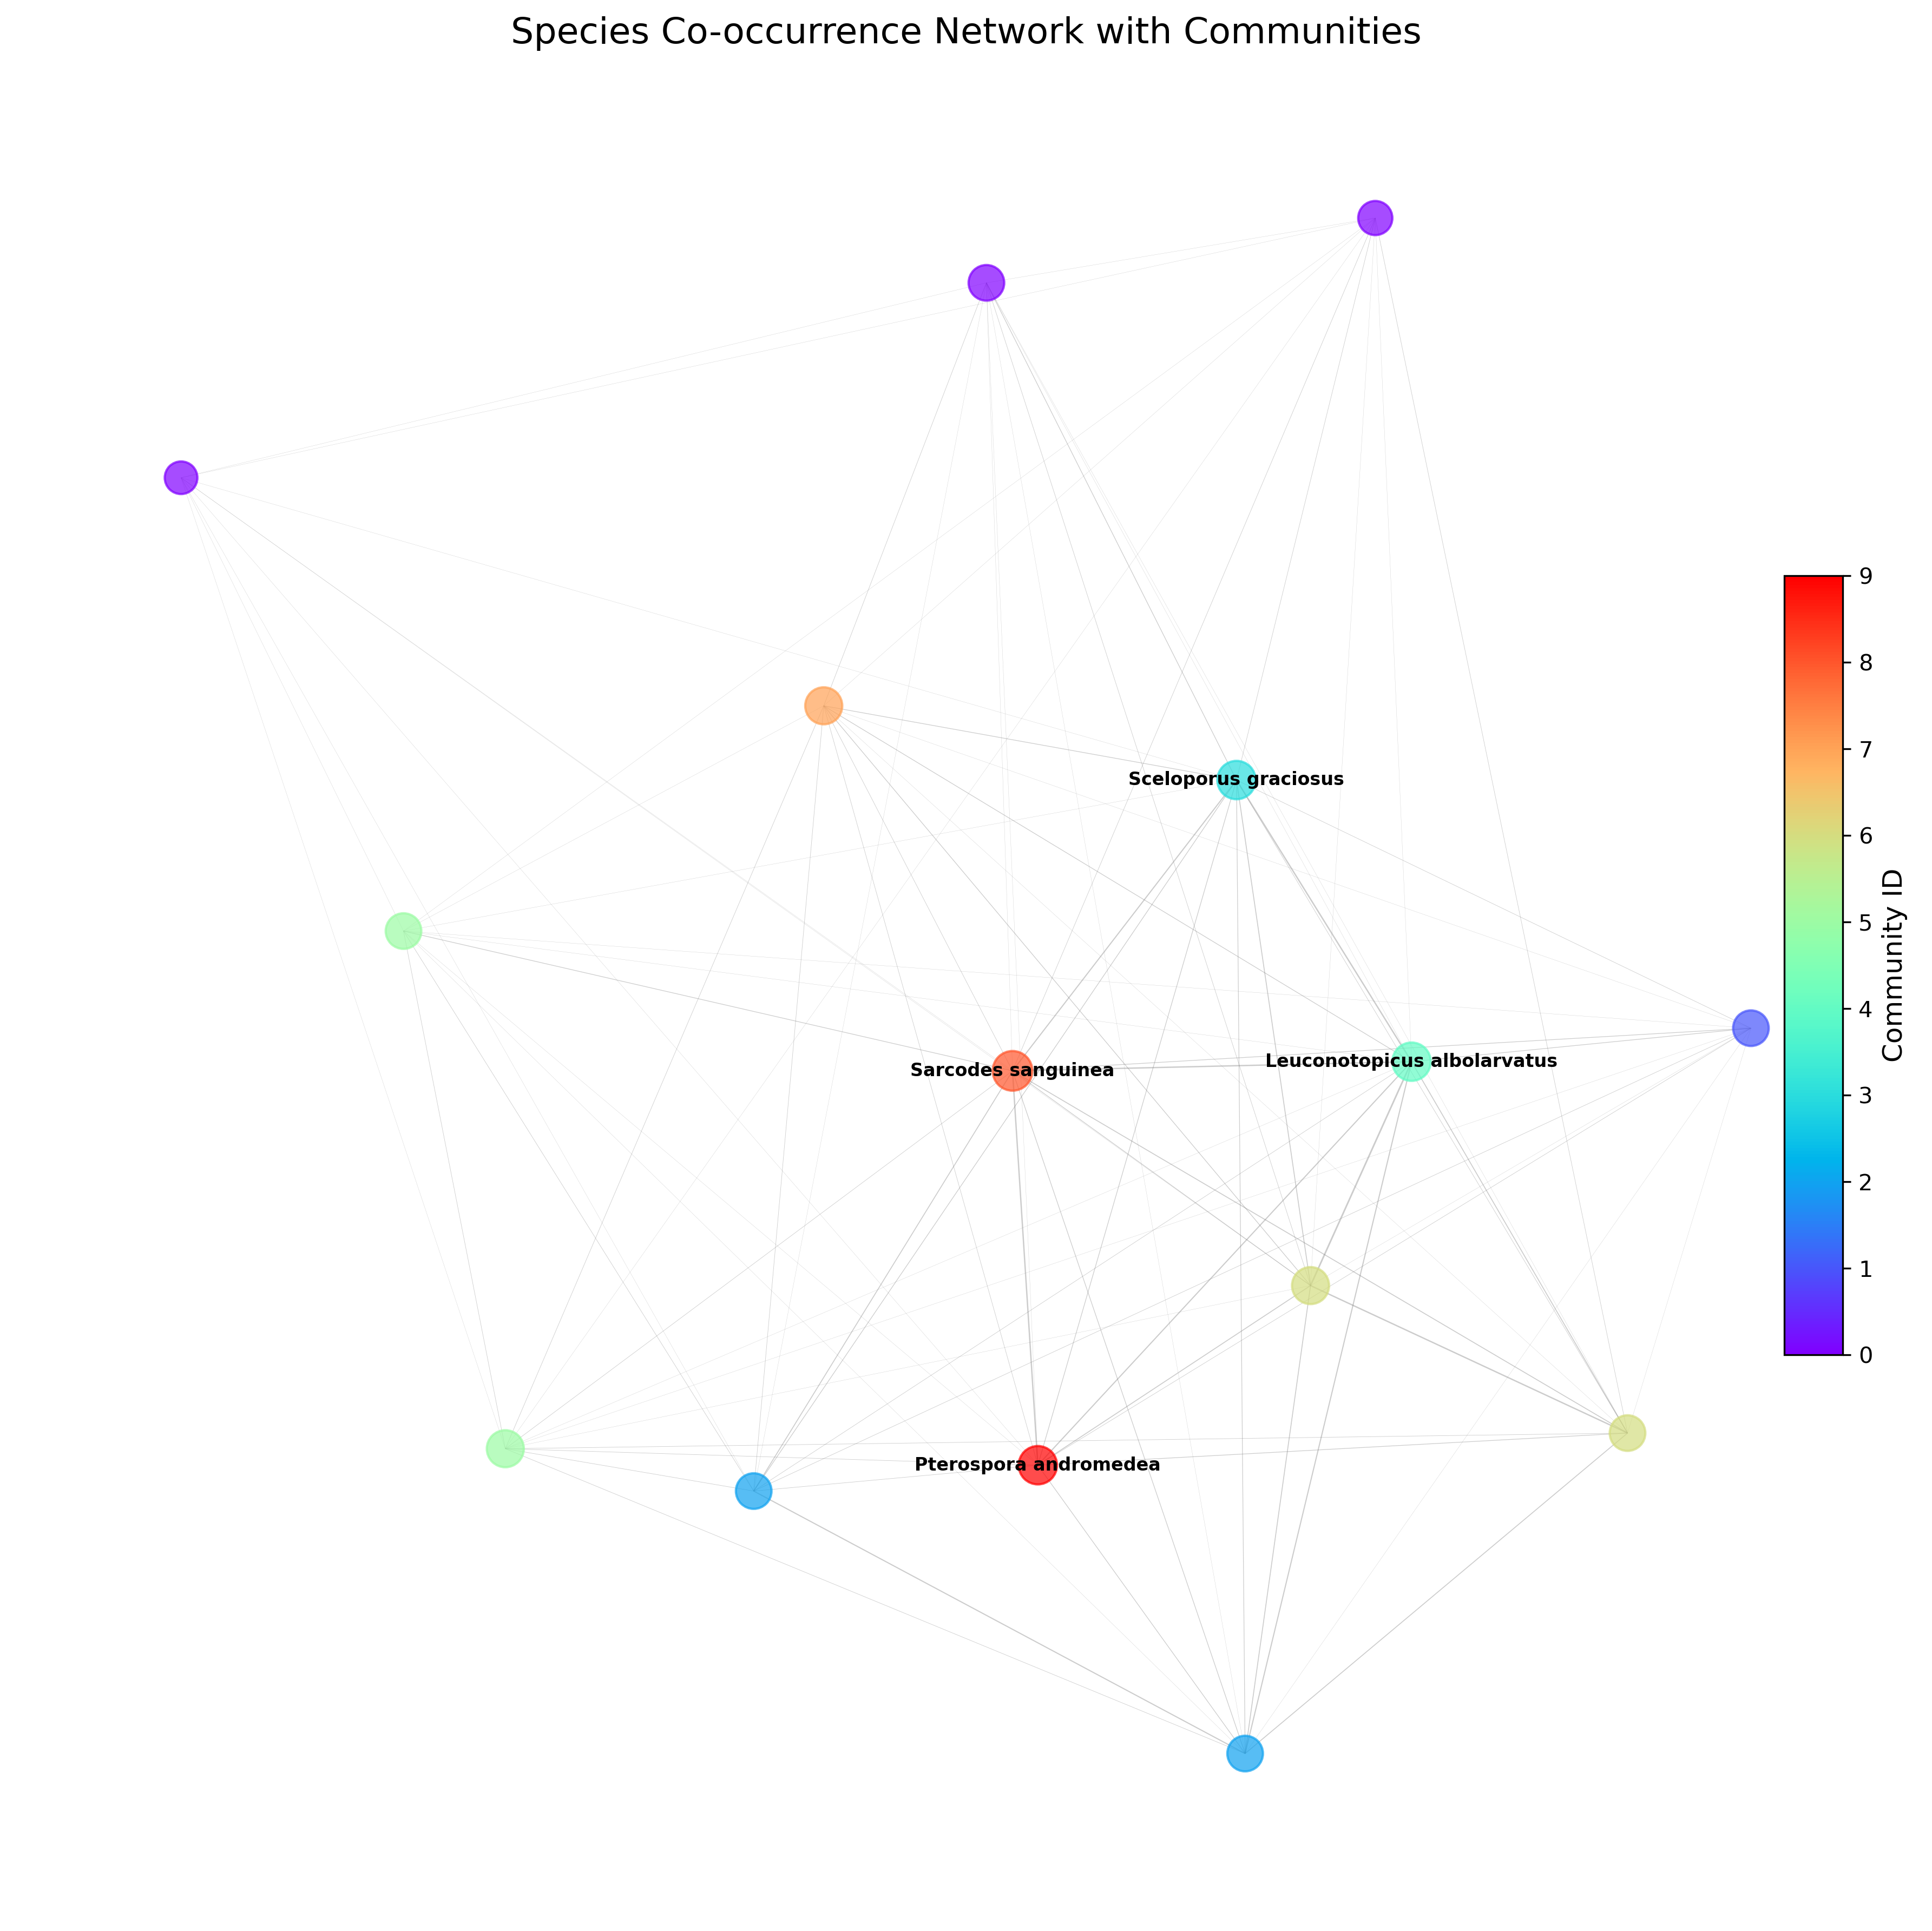 Species Co-occurrence Network with Communities
Sceloporus graciosus
Sarcodes sanguinea
Leuconotopicus albolarvatus
Pterospora andromedea
9
8
7
6
5
4
3
2
1
0
Community ID